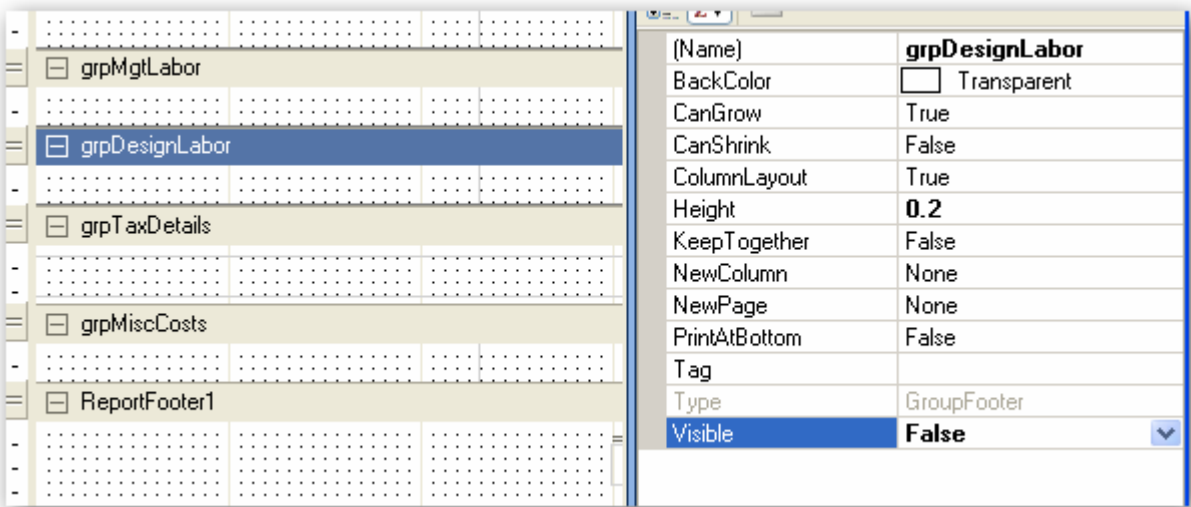 grpMgtLabor
grpDesignLabor
grpTaxDetails
grpMiscCosts
ReportFooter1
(Name) grpDesignLabor
BackColor Transparent
CanGrow True
CanShrink False
ColumnLayout True
Height 0.2
KeepTogether False
NewColumn None
NewPage None
PrintAtBottom False
Tag
Type GroupFooter
Visible False